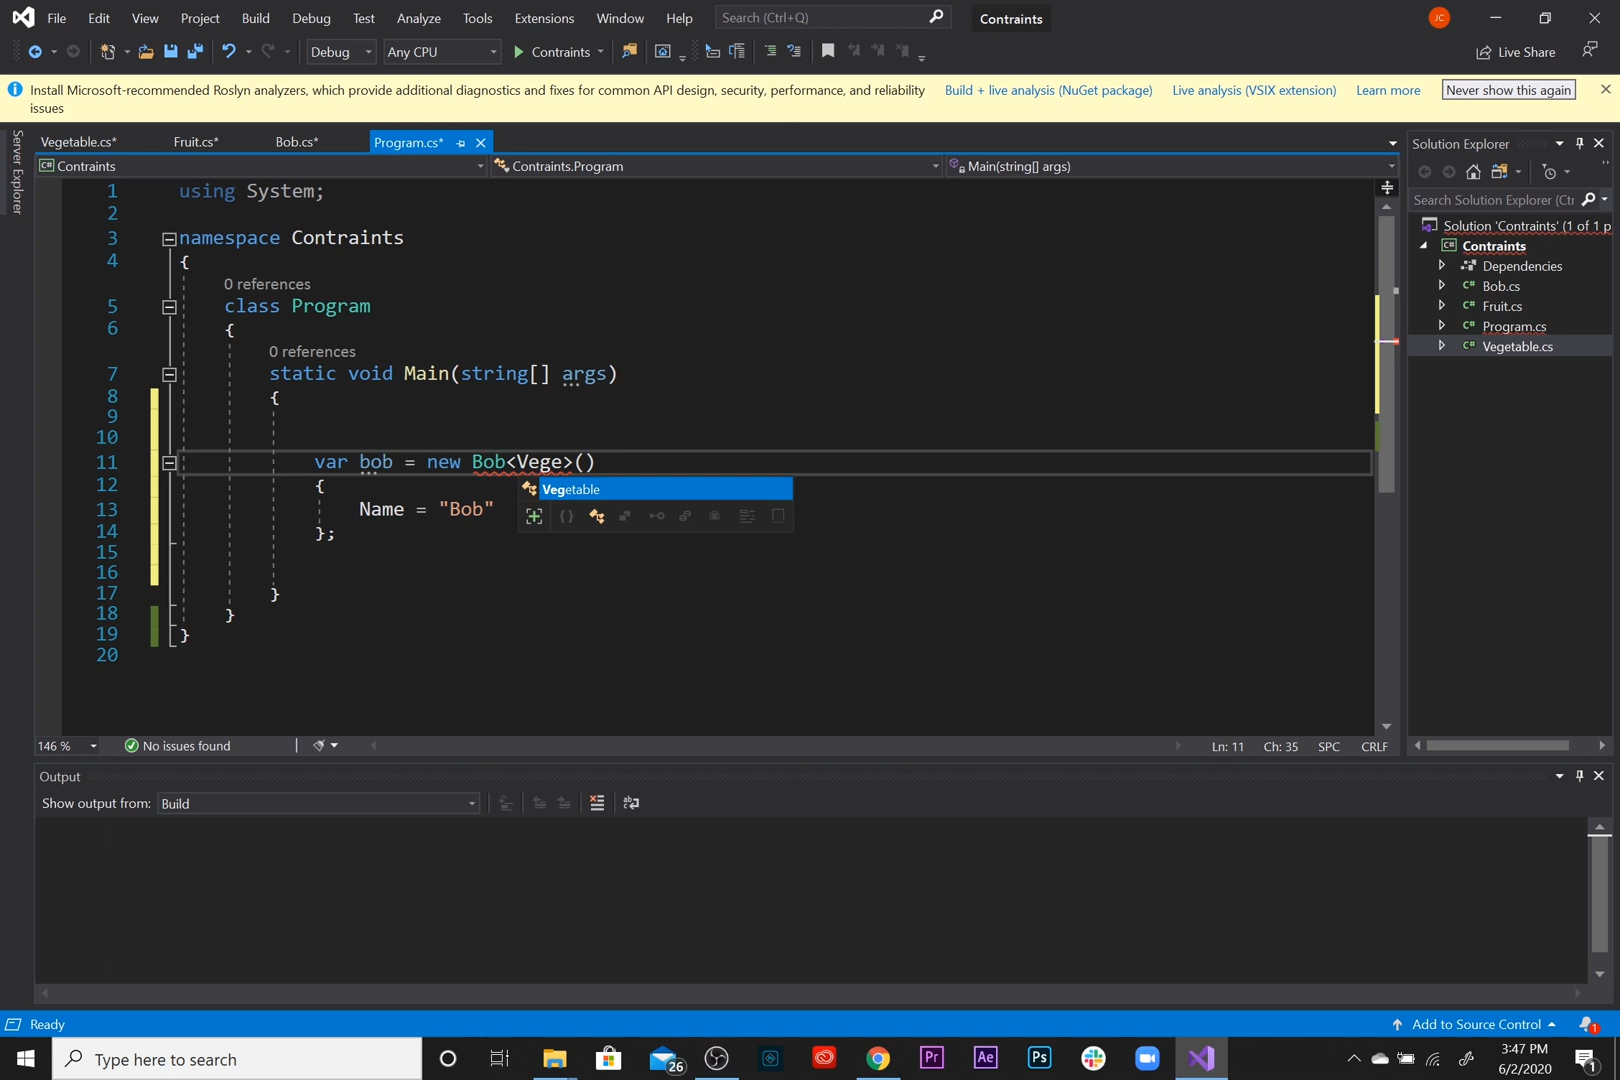 File Edit View Project Build Debug Test Analyze Tools Extensions Window Help Search (Ctrl+Q) Contraints JC
Debug Any CPU Contraints Live Share
Install Microsoft-recommended Roslyn analyzers, which provide additional diagnostics and fixes for common API design, security, performance, and reliability issues Build + live analysis (NuGet package) Live analysis (VSIX extension) Learn more Never show this again
Server Explorer
Vegetable.cs* Fruit.cs* Bob.cs* Program.cs*
Contraints Contraints.Program Main(string[] args)
1 using System;
2
3 namespace Contraints
4 {
0 references
5 class Program
6 {
0 references
7 static void Main(string[] args)
8 {
9
10
11 var bob = new Bob<Vege>()
12 {
Vegetable
13 Name = "Bob"
14 };
15
16
17 }
18 }
19 }
20
146 % No issues found Ln: 11 Ch: 35 SPC CRLF
Solution Explorer
Search Solution Explorer (Ctr
Solution 'Contraints' (1 of 1 p
Contraints
Dependencies
Bob.cs
Fruit.cs
Program.cs
Vegetable.cs
Output
Show output from: Build
Ready Add to Source Control 1
Type here to search 26 Pr Ae Ps 3:47 PM
6/2/2020 1